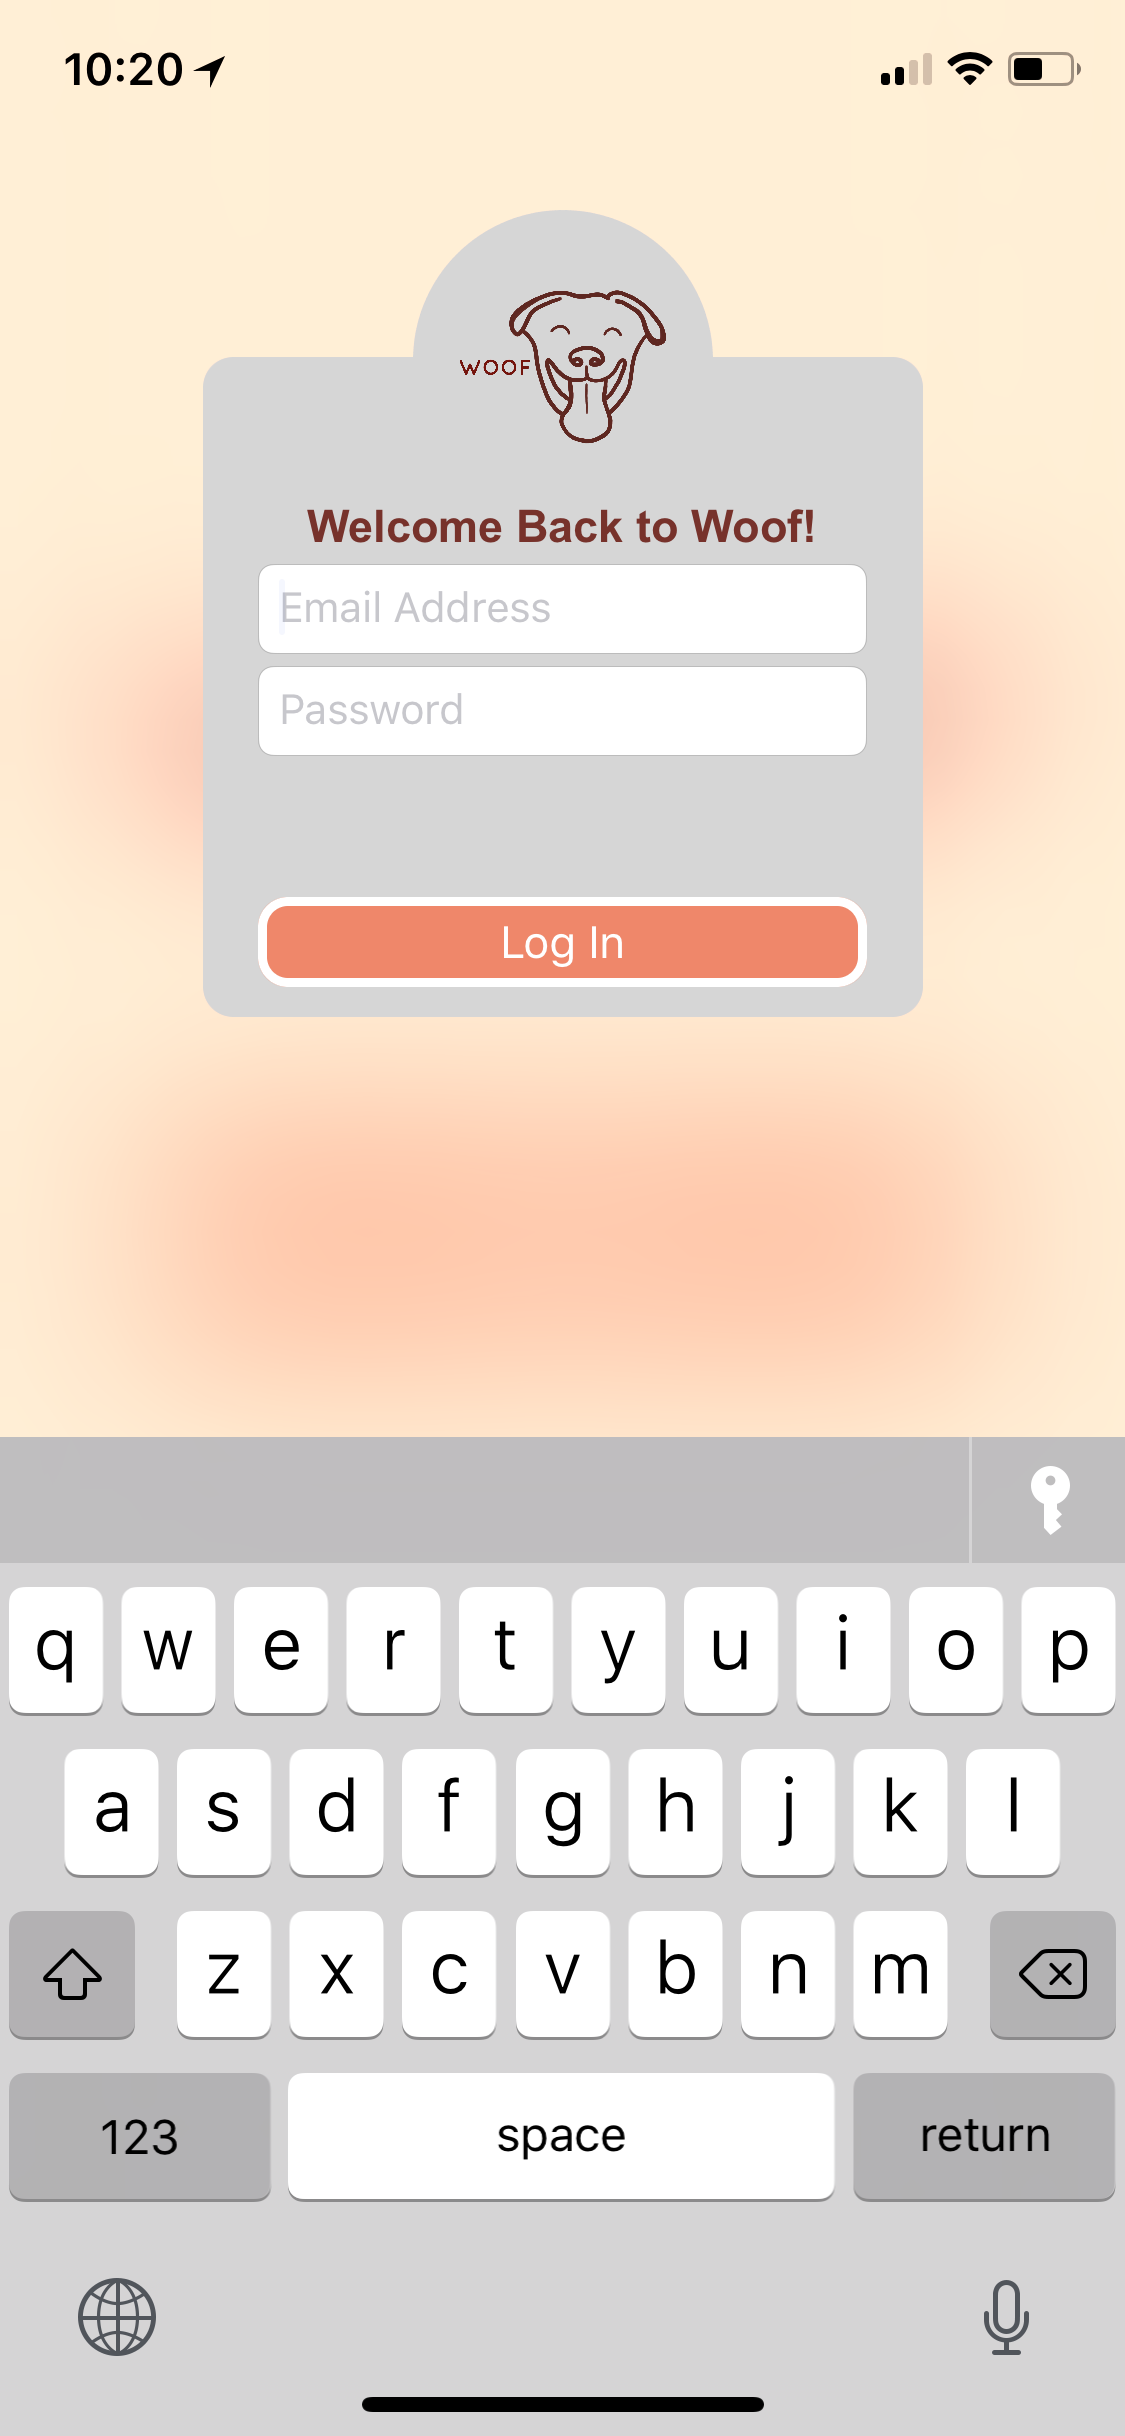 10:20
WOOF
Welcome Back to Woof!
Email Address
Password
Log In
q w e r t y u i o p
a s d f g h j k l
z x c v b n m
123 space return